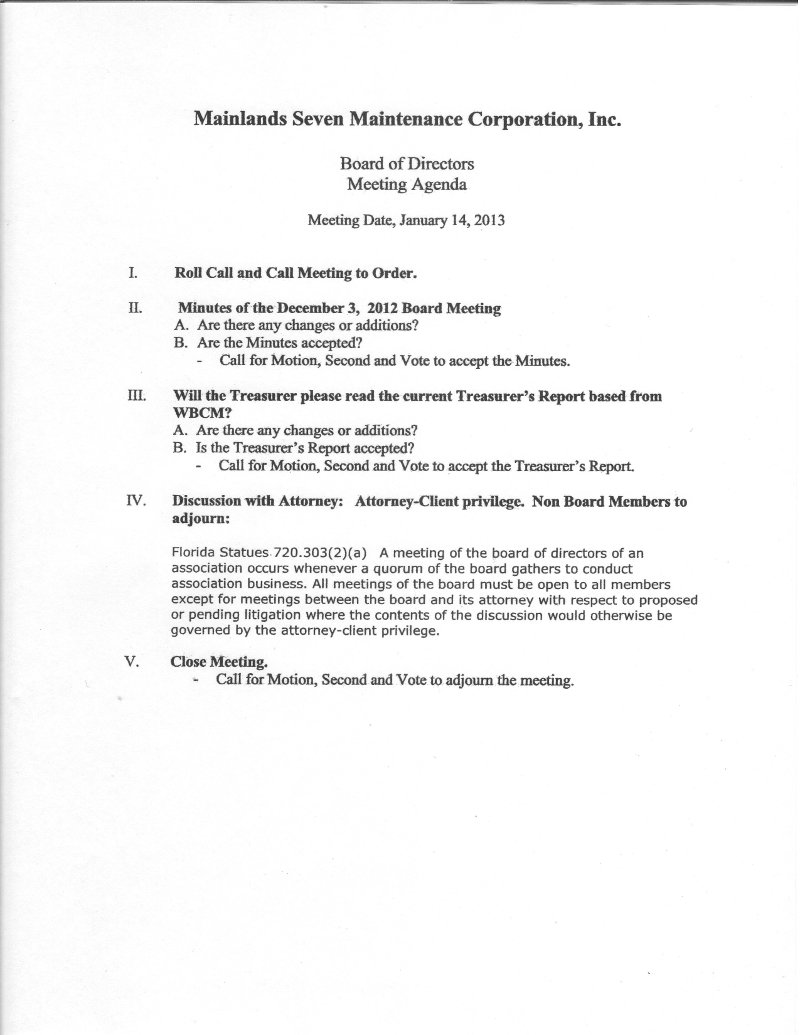 Mainlands Seven Maintenance Corporation, Inc.
Board of Directors
Meeting Agenda
Meeting Date, January 14, 2013
I. Roll Call and Call Meeting to Order.
II. Minutes of the December 3, 2012 Board Meeting
A. Are there any changes or additions?
B. Are the Minutes accepted?
- Call for Motion, Second and Vote to accept the Minutes.
III. Will the Treasurer please read the current Treasurer's Report based from
WBCM?
A. Are there any changes or additions?
B. Is the Treasurer's Report accepted?
- Call for Motion, Second and Vote to accept the Treasurer's Report.
IV. Discussion with Attorney: Attorney-Client privilege. Non Board Members to
adjourn:
Florida Statues 720.303(2)(a) A meeting of the board of directors of an
association occurs whenever a quorum of the board gathers to conduct
association business. All meetings of the board must be open to all members
except for meetings between the board and its attorney with respect to proposed
or pending litigation where the contents of the discussion would otherwise be
governed by the attorney-client privilege.
V. Close Meeting.
- Call for Motion, Second and Vote to adjourn the meeting.